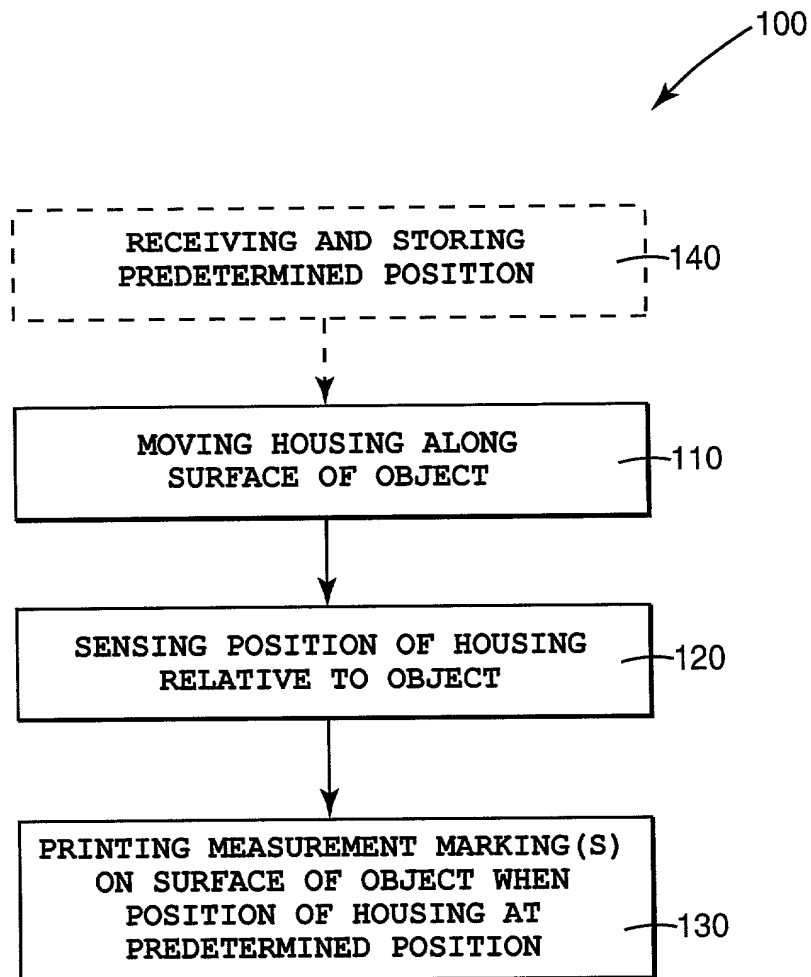 100
RECEIVING AND STORING
PREDETERMINED POSITION
140
MOVING HOUSING ALONG
SURFACE OF OBJECT
110
SENSING POSITION OF HOUSING
RELATIVE TO OBJECT
120
PRINTING MEASUREMENT MARKING(S)
ON SURFACE OF OBJECT WHEN
POSITION OF HOUSING AT
PREDETERMINED POSITION
130